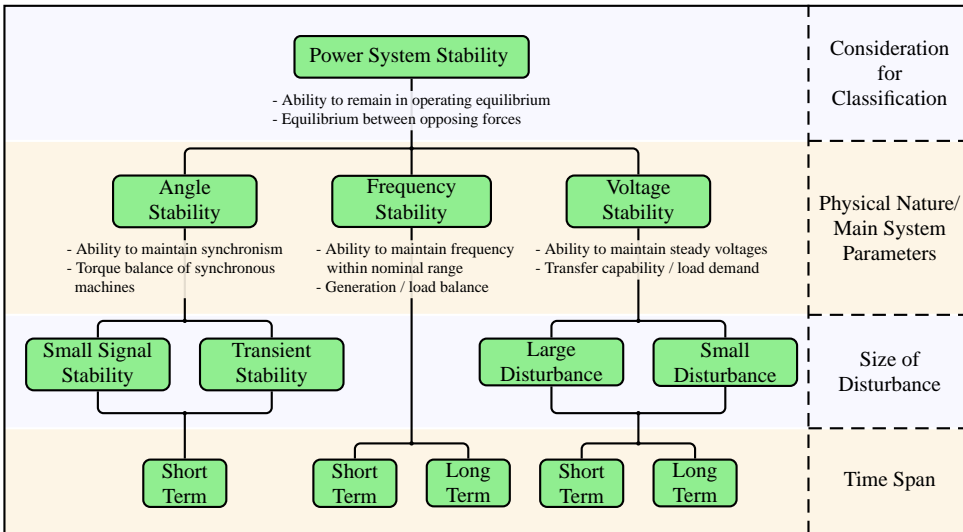 Power System Stability
- Ability to remain in operating equilibrium
- Equilibrium between opposing forces
Consideration
for
Classification
Angle
Stability
- Ability to maintain synchronism
- Torque balance of synchronous
machines
Frequency
Stability
- Ability to maintain frequency
within nominal range
- Generation / load balance
Voltage
Stability
- Ability to maintain steady voltages
- Transfer capability / load demand
Physical Nature/
Main System
Parameters
Small Signal
Stability
Transient
Stability
Large
Disturbance
Small
Disturbance
Size of
Disturbance
Short
Term
Short
Term
Long
Term
Short
Term
Long
Term
Time Span